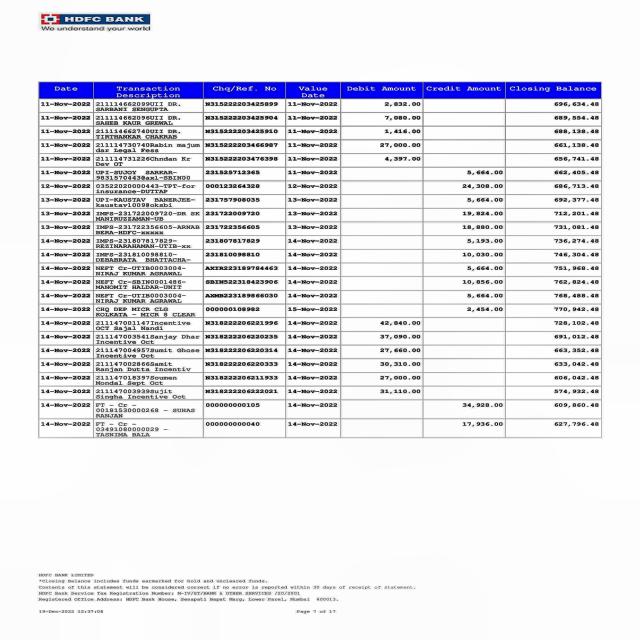 HDFC BANK
We understand your world
Date Transaction Description Chq/Ref. No Value Date Debit Amount Credit Amount Closing Balance
11-Nov-2022 211114662099UII DR. N315222203425899 11-Nov-2022 2,832.00 696,634.48
SARBANI SENGUPTA
11-Nov-2022 211114662096UII DR. N315222203425904 11-Nov-2022 7,080.00 689,554.48
SAHEB KAUR GREWAL
11-Nov-2022 211114662740UII DR. N315222203425910 11-Nov-2022 1,416.00 688,138.48
TIRTHANKAR CHAKRAB
11-Nov-2022 211114730740Rabin majum N315222203466987 11-Nov-2022 27,000.00 661,138.48
dar Legal Fees
11-Nov-2022 211114731226Chndan Kr N315222203476398 11-Nov-2022 4,397.00 656,741.48
Dev OT
11-Nov-2022 UPI-SUJOY SARKAR- 231525712365 11-Nov-2022 5,664.00 662,405.48
9831570443@axl-SBIN00
12-Nov-2022 03522020000443-TPT-for 000123264328 12-Nov-2022 24,308.00 686,713.48
insurance-DUTTAP
13-Nov-2022 UPI-KAUSTAV BANERJEE- 231757908035 13-Nov-2022 5,664.00 692,377.48
kaustav10098oksbi
13-Nov-2022 IMPS-231722009720-DR SK 231722009720 13-Nov-2022 19,824.00 712,201.48
MANIRUZZAMAN-UB
13-Nov-2022 IMPS-231722356605-ARNAB 231722356605 13-Nov-2022 18,880.00 731,081.48
BERA-HDFC-xxxxx
14-Nov-2022 IMPS-231807817829- 231807817829 14-Nov-2022 5,193.00 736,274.48
REZINARAHAMAN-UTIB-xx
14-Nov-2022 IMPS-231810098810- 231810098810 14-Nov-2022 10,030.00 746,304.48
DEBABRATA BHATTACHA-
14-Nov-2022 NEFT Cr-UTIB0003004- AXIR223189784463 14-Nov-2022 5,664.00 751,968.48
NIRAJ KUMAR AGRAWAL
14-Nov-2022 NEFT Cr-SBIN0001486- SBIN522318423906 14-Nov-2022 10,856.00 762,824.48
MANOMIT HALDAR-UNIT
14-Nov-2022 NEFT Cr-UTIB0003004- AXMB223189866030 14-Nov-2022 5,664.00 768,488.48
NIRAJ KUMAR AGRAWAL
14-Nov-2022 CHQ DEP MICR CLG 000000108982 15-Nov-2022 2,454.00 770,942.48
KOLKATA - MICR 8 CLEAR
14-Nov-2022 211147001147Incentive N318222206221996 14-Nov-2022 42,840.00 728,102.48
OCT Sajal Nandi
14-Nov-2022 211147003541Sanjay Dhar N318222206220235 14-Nov-2022 37,090.00 691,012.48
Incentive Oct
14-Nov-2022 211147004957Sumit Ghose N318222206220314 14-Nov-2022 27,660.00 663,352.48
Incentive Oct
14-Nov-2022 211147002866Samit N318222206220333 14-Nov-2022 30,310.00 633,042.48
Ranjan Dutta Incentiv
14-Nov-2022 211147018397Soumen N318222206211933 14-Nov-2022 27,000.00 606,042.48
Mondal Sept Oct
14-Nov-2022 211147003939Sujit N318222206222021 14-Nov-2022 31,110.00 574,932.48
Singha Incentive Oct
14-Nov-2022 FT - Cr - 000000000105 14-Nov-2022 34,928.00 609,860.48
00181530000268 - SUHAS
RANJAN
14-Nov-2022 FT - Cr - 000000000040 14-Nov-2022 17,936.00 627,796.48
03491080000029 -
TASNIMA BALA
HDFC BANK LIMITED
*Closing Balance includes funds earmarked for Hold and uncleared funds.
Contents of this statement will be considered correct if no error is reported within 30 days of receipt of statement.
HDFC Bank Service Tax Registration Number: M-IV/ST/BANK & OTHER SERVICES /20/2001
Registered Office Address: HDFC Bank House, Senapati Bapat Marg, Lower Parel, Mumbai 400013.
19-Dec-2022 12:37:08 Page 7 of 17